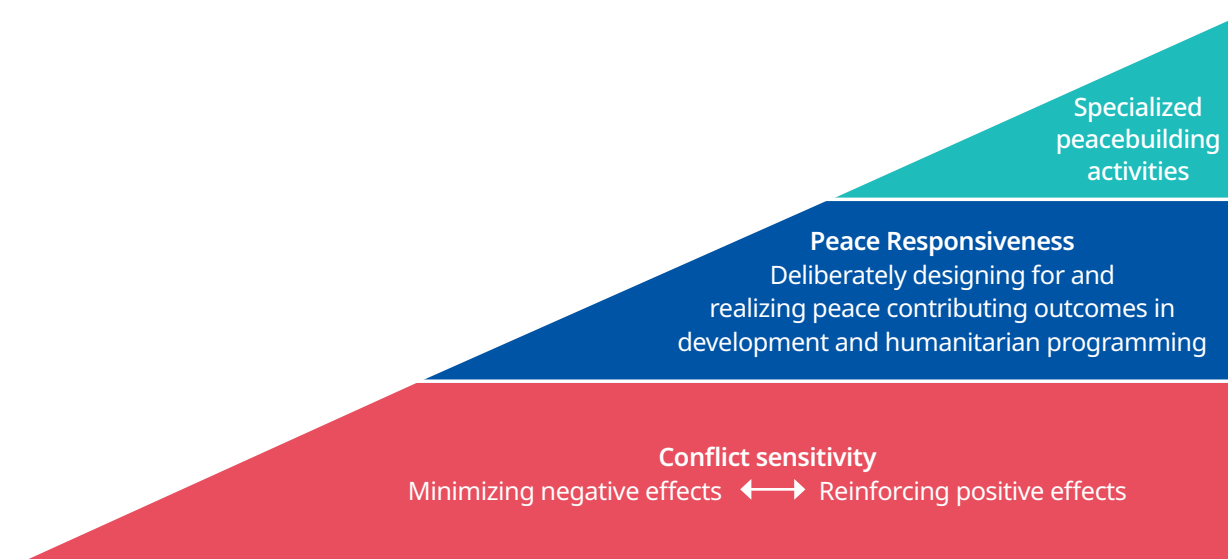 Specialized
peacebuilding
activities
Peace Responsiveness
Deliberately designing for and
realizing peace contributing outcomes in
development and humanitarian programming
Conflict sensitivity
Minimizing negative effects ⟷ Reinforcing positive effects